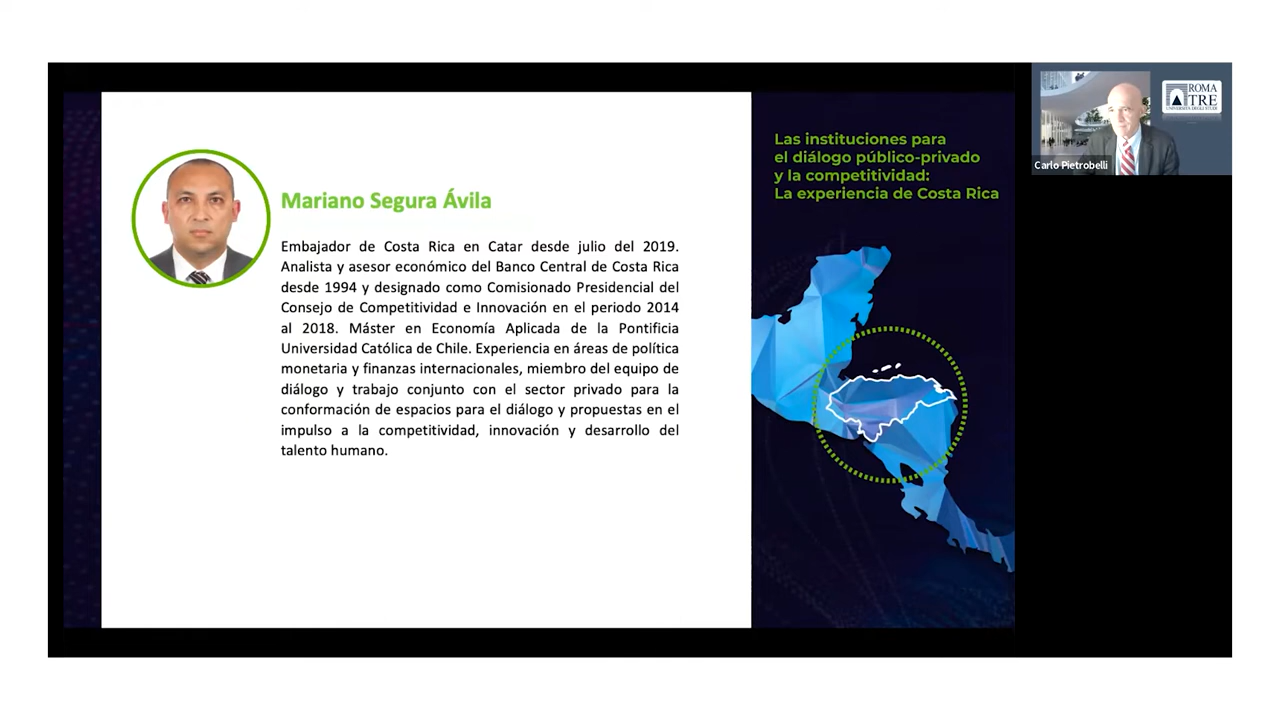 Mariano Segura Ávila
Embajador de Costa Rica en Catar desde julio del 2019.
Analista y asesor económico del Banco Central de Costa Rica
desde 1994 y designado como Comisionado Presidencial del
Consejo de Competitividad e Innovación en el periodo 2014
al 2018. Máster en Economía Aplicada de la Pontificia
Universidad Católica de Chile. Experiencia en áreas de política
monetaria y finanzas internacionales, miembro del equipo de
diálogo y trabajo conjunto con el sector privado para la
conformación de espacios para el diálogo y propuestas en el
impulso a la competitividad, innovación y desarrollo del
talento humano.
Las instituciones para
el diálogo público-privado
y la competitividad:
La experiencia de Costa Rica
ROMA
TRE
UNIVERSITÀ DEGLI STUDI
Carlo Pietrobelli